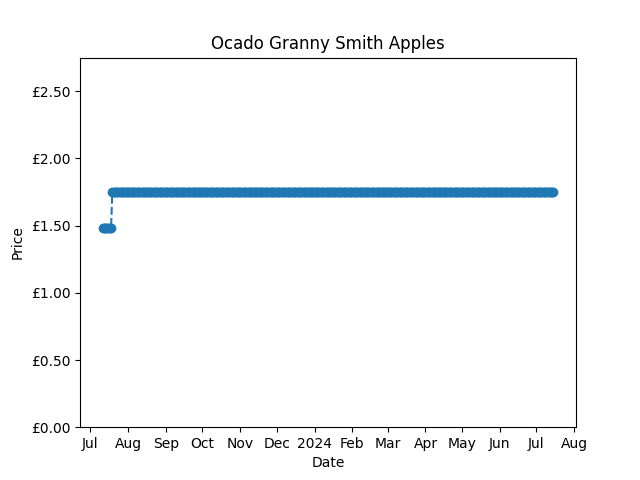 Ocado Granny Smith Apples
£2.50
£2.00
£1.50
£1.00
£0.50
£0.00
Price
Jul Aug Sep Oct Nov Dec 2024 Feb Mar Apr May Jun Jul Aug
Date